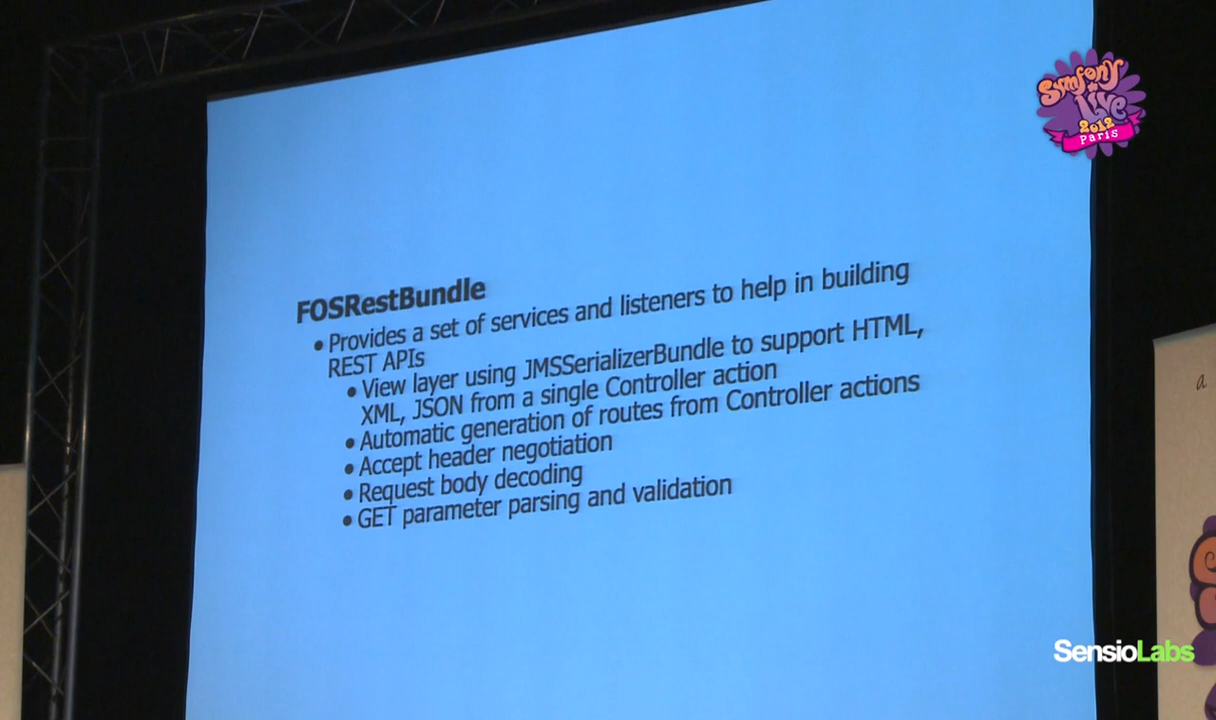 Symfony
Live
2012
Paris
FOSRestBundle
• Provides a set of services and listeners to help in building
REST APIs
• View layer using JMSSerializerBundle to support HTML,
XML, JSON from a single Controller action
• Automatic generation of routes from Controller actions
• Accept header negotiation
• Request body decoding
• GET parameter parsing and validation
a
SensioLabs